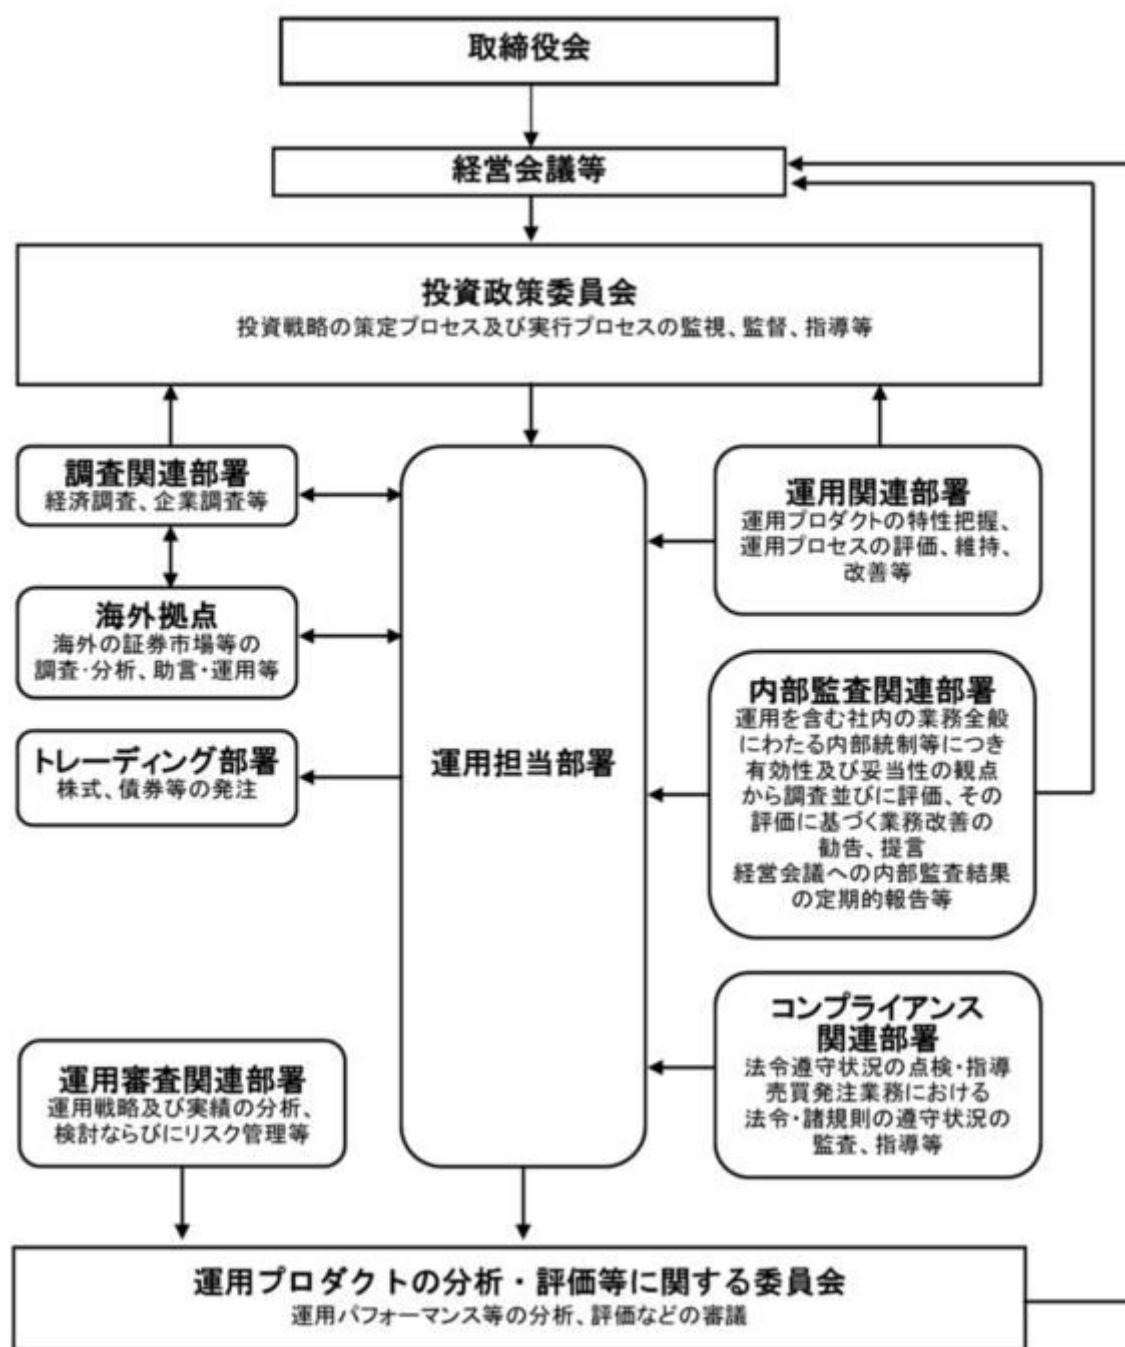 取締役会
経営会議等
投資政策委員会
投資戦略の策定プロセス及び実行プロセスの監視、監督、指導等
調査関連部署
経済調査、企業調査等
海外拠点
海外の証券市場等の
調査・分析、助言・運用等
トレーディング部署
株式、債券等の発注
運用担当部署
運用関連部署
運用プロダクトの特性把握、
運用プロセスの評価、維持、
改善等
内部監査関連部署
運用を含む社内の業務全般
にわたる内部統制等につき
有効性及び妥当性の観点
から調査並びに評価、その
評価に基づく業務改善の
勧告、提言
経営会議への内部監査結果
の定期的報告等
コンプライアンス
関連部署
法令遵守状況の点検・指導
売買発注業務における
法令・諸規則の遵守状況の
監査、指導等
運用審査関連部署
運用戦略及び実績の分析、
検討ならびにリスク管理等
運用プロダクトの分析・評価等に関する委員会
運用パフォーマンス等の分析、評価などの審議